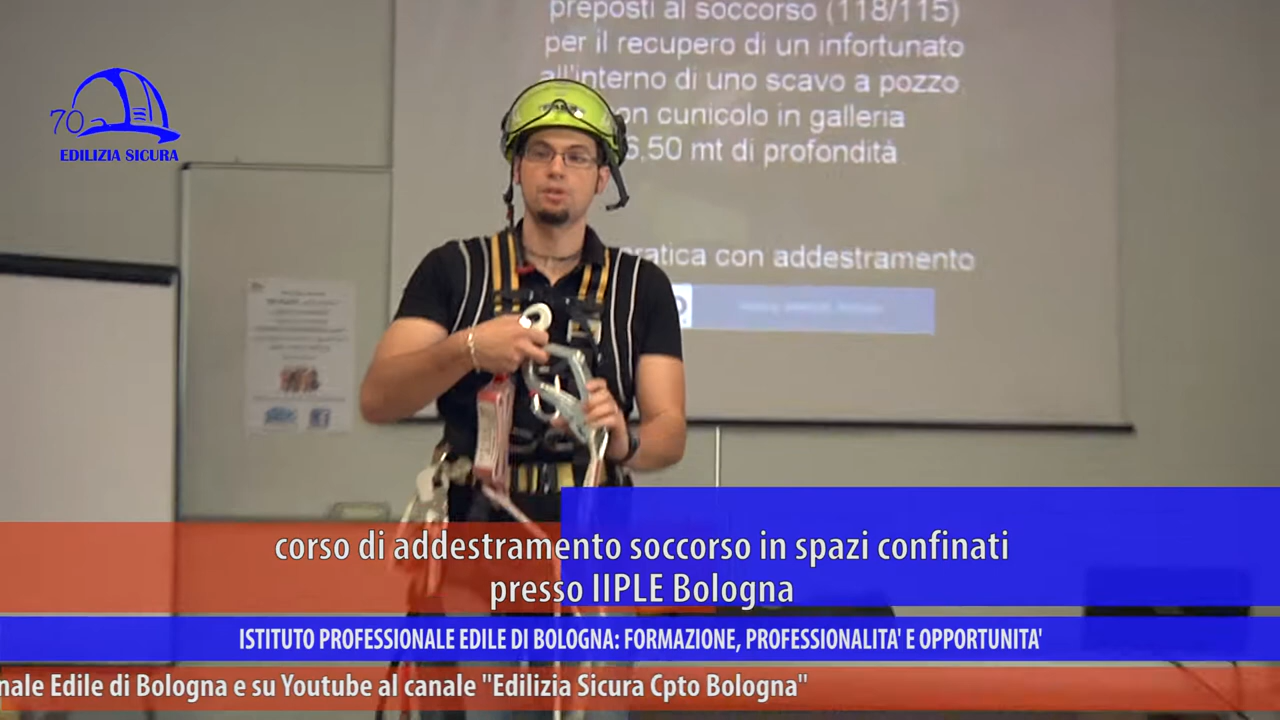 preposti al soccorso (118/115)
per il recupero di un infortunato
all'interno di uno scavo a pozzo
on cunicolo in galleria
6,50 mt di profondità
pratica con addestramento
70
EDILIZIA SICURA
corso di addestramento soccorso in spazi confinati
presso IIPLE Bologna
ISTITUTO PROFESSIONALE EDILE DI BOLOGNA: FORMAZIONE, PROFESSIONALITA' E OPPORTUNITA'
nale Edile di Bologna e su Youtube al canale "Edilizia Sicura Cpto Bologna"